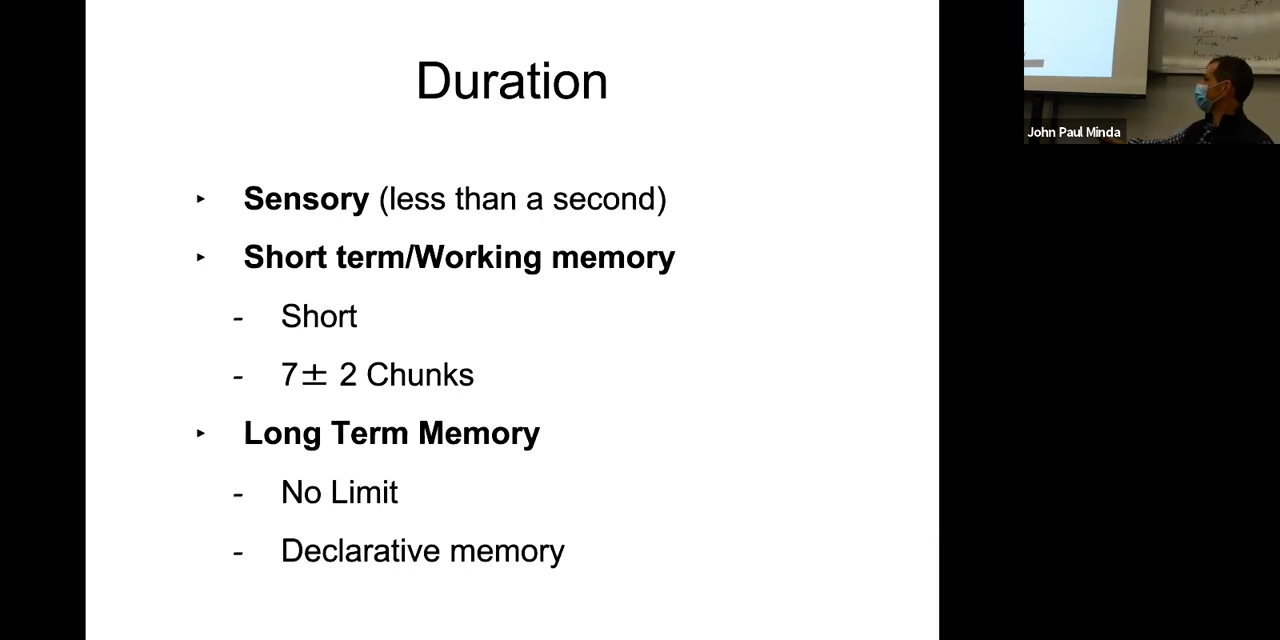 Duration
‣ Sensory (less than a second)
‣ Short term/Working memory
- Short
- 7± 2 Chunks
‣ Long Term Memory
- No Limit
- Declarative memory
John Paul Minda